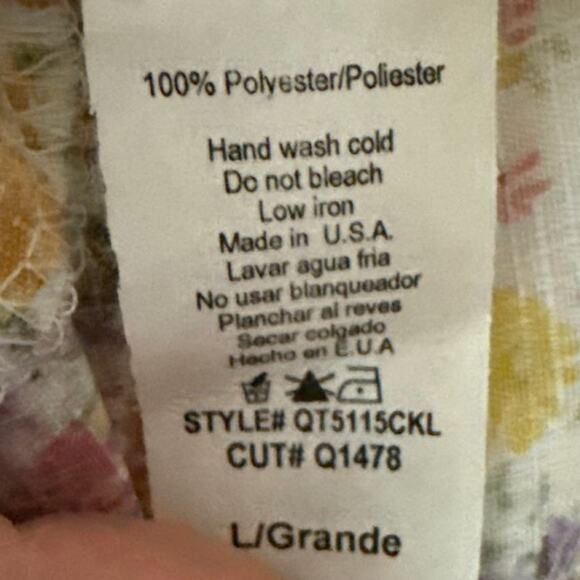 100% Polyester/Poliester
Hand wash cold
Do not bleach
Low iron
Made in U.S.A.
Lavar agua fria
No usar blanqueador
Planchar al reves
Secar colgado
Hecho en E.U.A
STYLE# QT5115CKL
CUT# Q1478
L/Grande